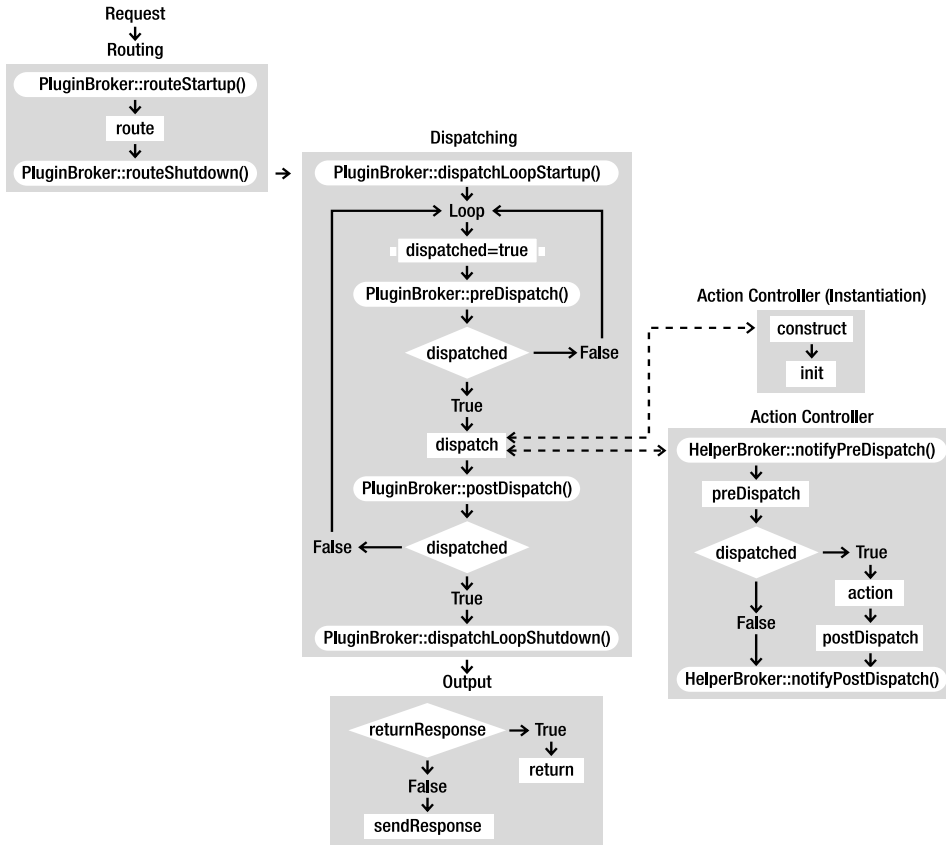 Request
Routing
PluginBroker::routeStartup()
route
PluginBroker::routeShutdown()
Dispatching
PluginBroker::dispatchLoopStartup()
Loop
dispatched=true
PluginBroker::preDispatch()
dispatched
False
True
dispatch
PluginBroker::postDispatch()
False
dispatched
True
PluginBroker::dispatchLoopShutdown()
Action Controller (Instantiation)
construct
init
Action Controller
HelperBroker::notifyPreDispatch()
preDispatch
dispatched
True
action
False
postDispatch
HelperBroker::notifyPostDispatch()
Output
returnResponse
True
return
False
sendResponse